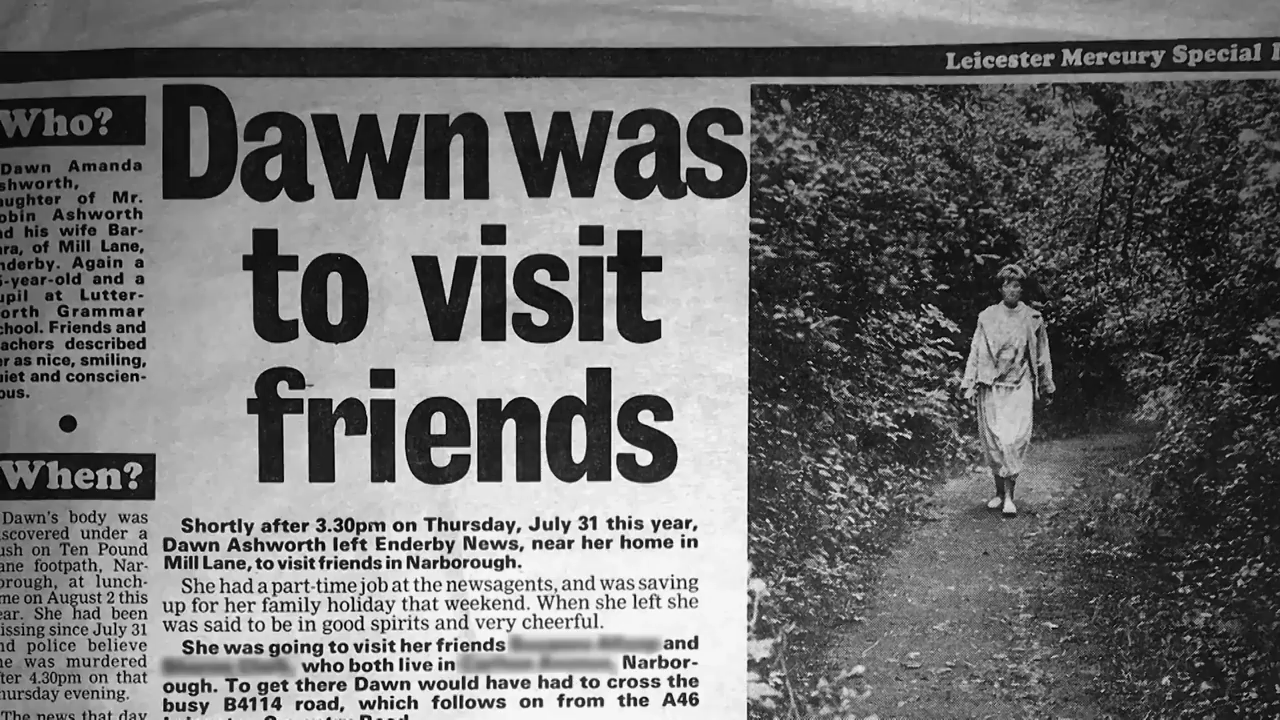 Leicester Mercury Special
Who?
Dawn Amanda
shworth,
aughter of Mr.
obin Ashworth
nd his wife Bar-
ra, of Mill Lane,
nderby. Again a
5-year-old and a
upil at Lutter-
orth Grammar
chool. Friends and
achers described
er as nice, smiling,
uiet and conscien-
ous.
When?
Dawn's body was
scovered under a
ush on Ten Pound
ane footpath, Nar-
orough, at lunch-
me on August 2 this
ear. She had been
issing since July 31
nd police believe
he was murdered
fter 4.30pm on that
hursday evening.
The news that day
Dawn was
to visit
friends
Shortly after 3.30pm on Thursday, July 31 this year,
Dawn Ashworth left Enderby News, near her home in
Mill Lane, to visit friends in Narborough.
She had a part-time job at the newsagents, and was saving
up for her family holiday that weekend. When she left she
was said to be in good spirits and very cheerful.
She was going to visit her friends and
who both live in Narbor-
ough. To get there Dawn would have had to cross the
busy B4114 road, which follows on from the A46